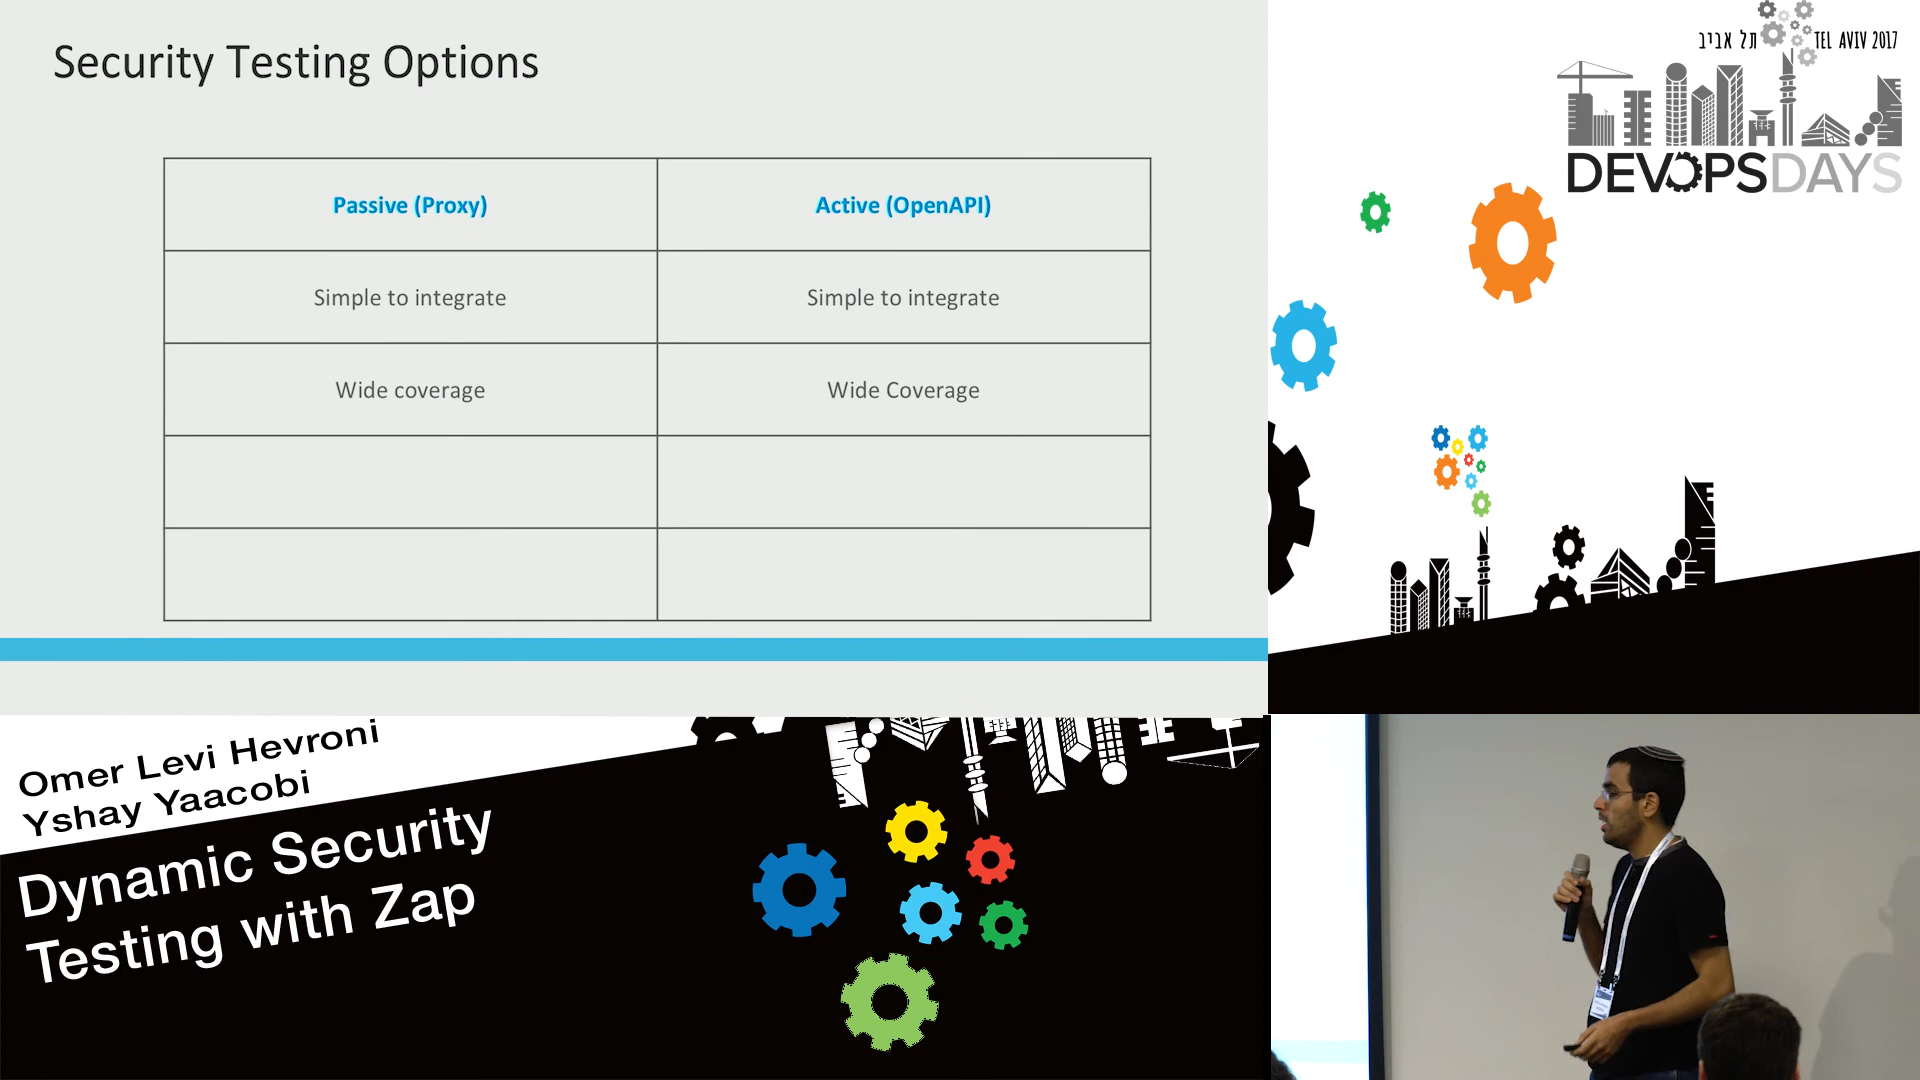 Security Testing Options
Passive (Proxy)
Active (OpenAPI)
Simple to integrate
Simple to integrate
Wide coverage
Wide Coverage
תל אביב
TEL AVIV 2017
DEVOPSDAYS
Omer Levi Hevroni
Yshay Yaacobi
Dynamic Security
Testing with Zap